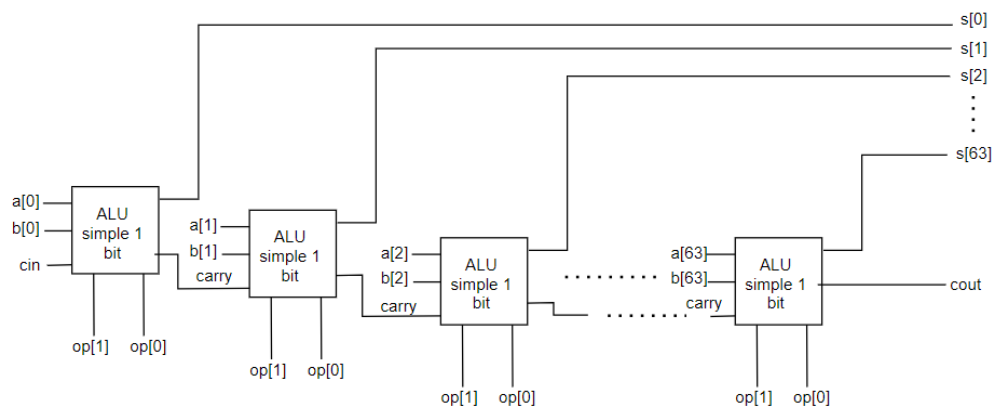 s[0]
s[1]
s[2]
s[63]
a[0]
b[0]
cin
ALU
simple 1
bit
op[1] op[0]
a[1]
b[1]
carry
ALU
simple 1
bit
op[1] op[0]
a[2]
b[2]
carry
ALU
simple 1
bit
op[1] op[0]
a[63]
b[63]
carry
ALU
simple 1
bit
op[1] op[0]
cout